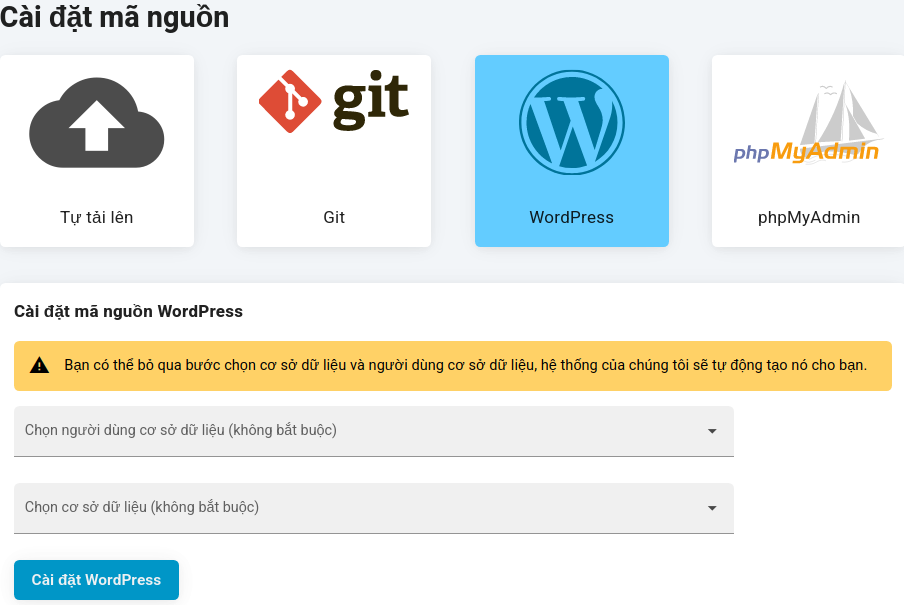 Cài đặt mã nguồn
git
phpMyAdmin
Tự tải lên
Git
WordPress
phpMyAdmin
Cài đặt mã nguồn WordPress
Bạn có thể bỏ qua bước chọn cơ sở dữ liệu và người dùng cơ sở dữ liệu, hệ thống của chúng tôi sẽ tự động tạo nó cho bạn.
Chọn người dùng cơ sở dữ liệu (không bắt buộc)
Chọn cơ sở dữ liệu (không bắt buộc)
Cài đặt WordPress